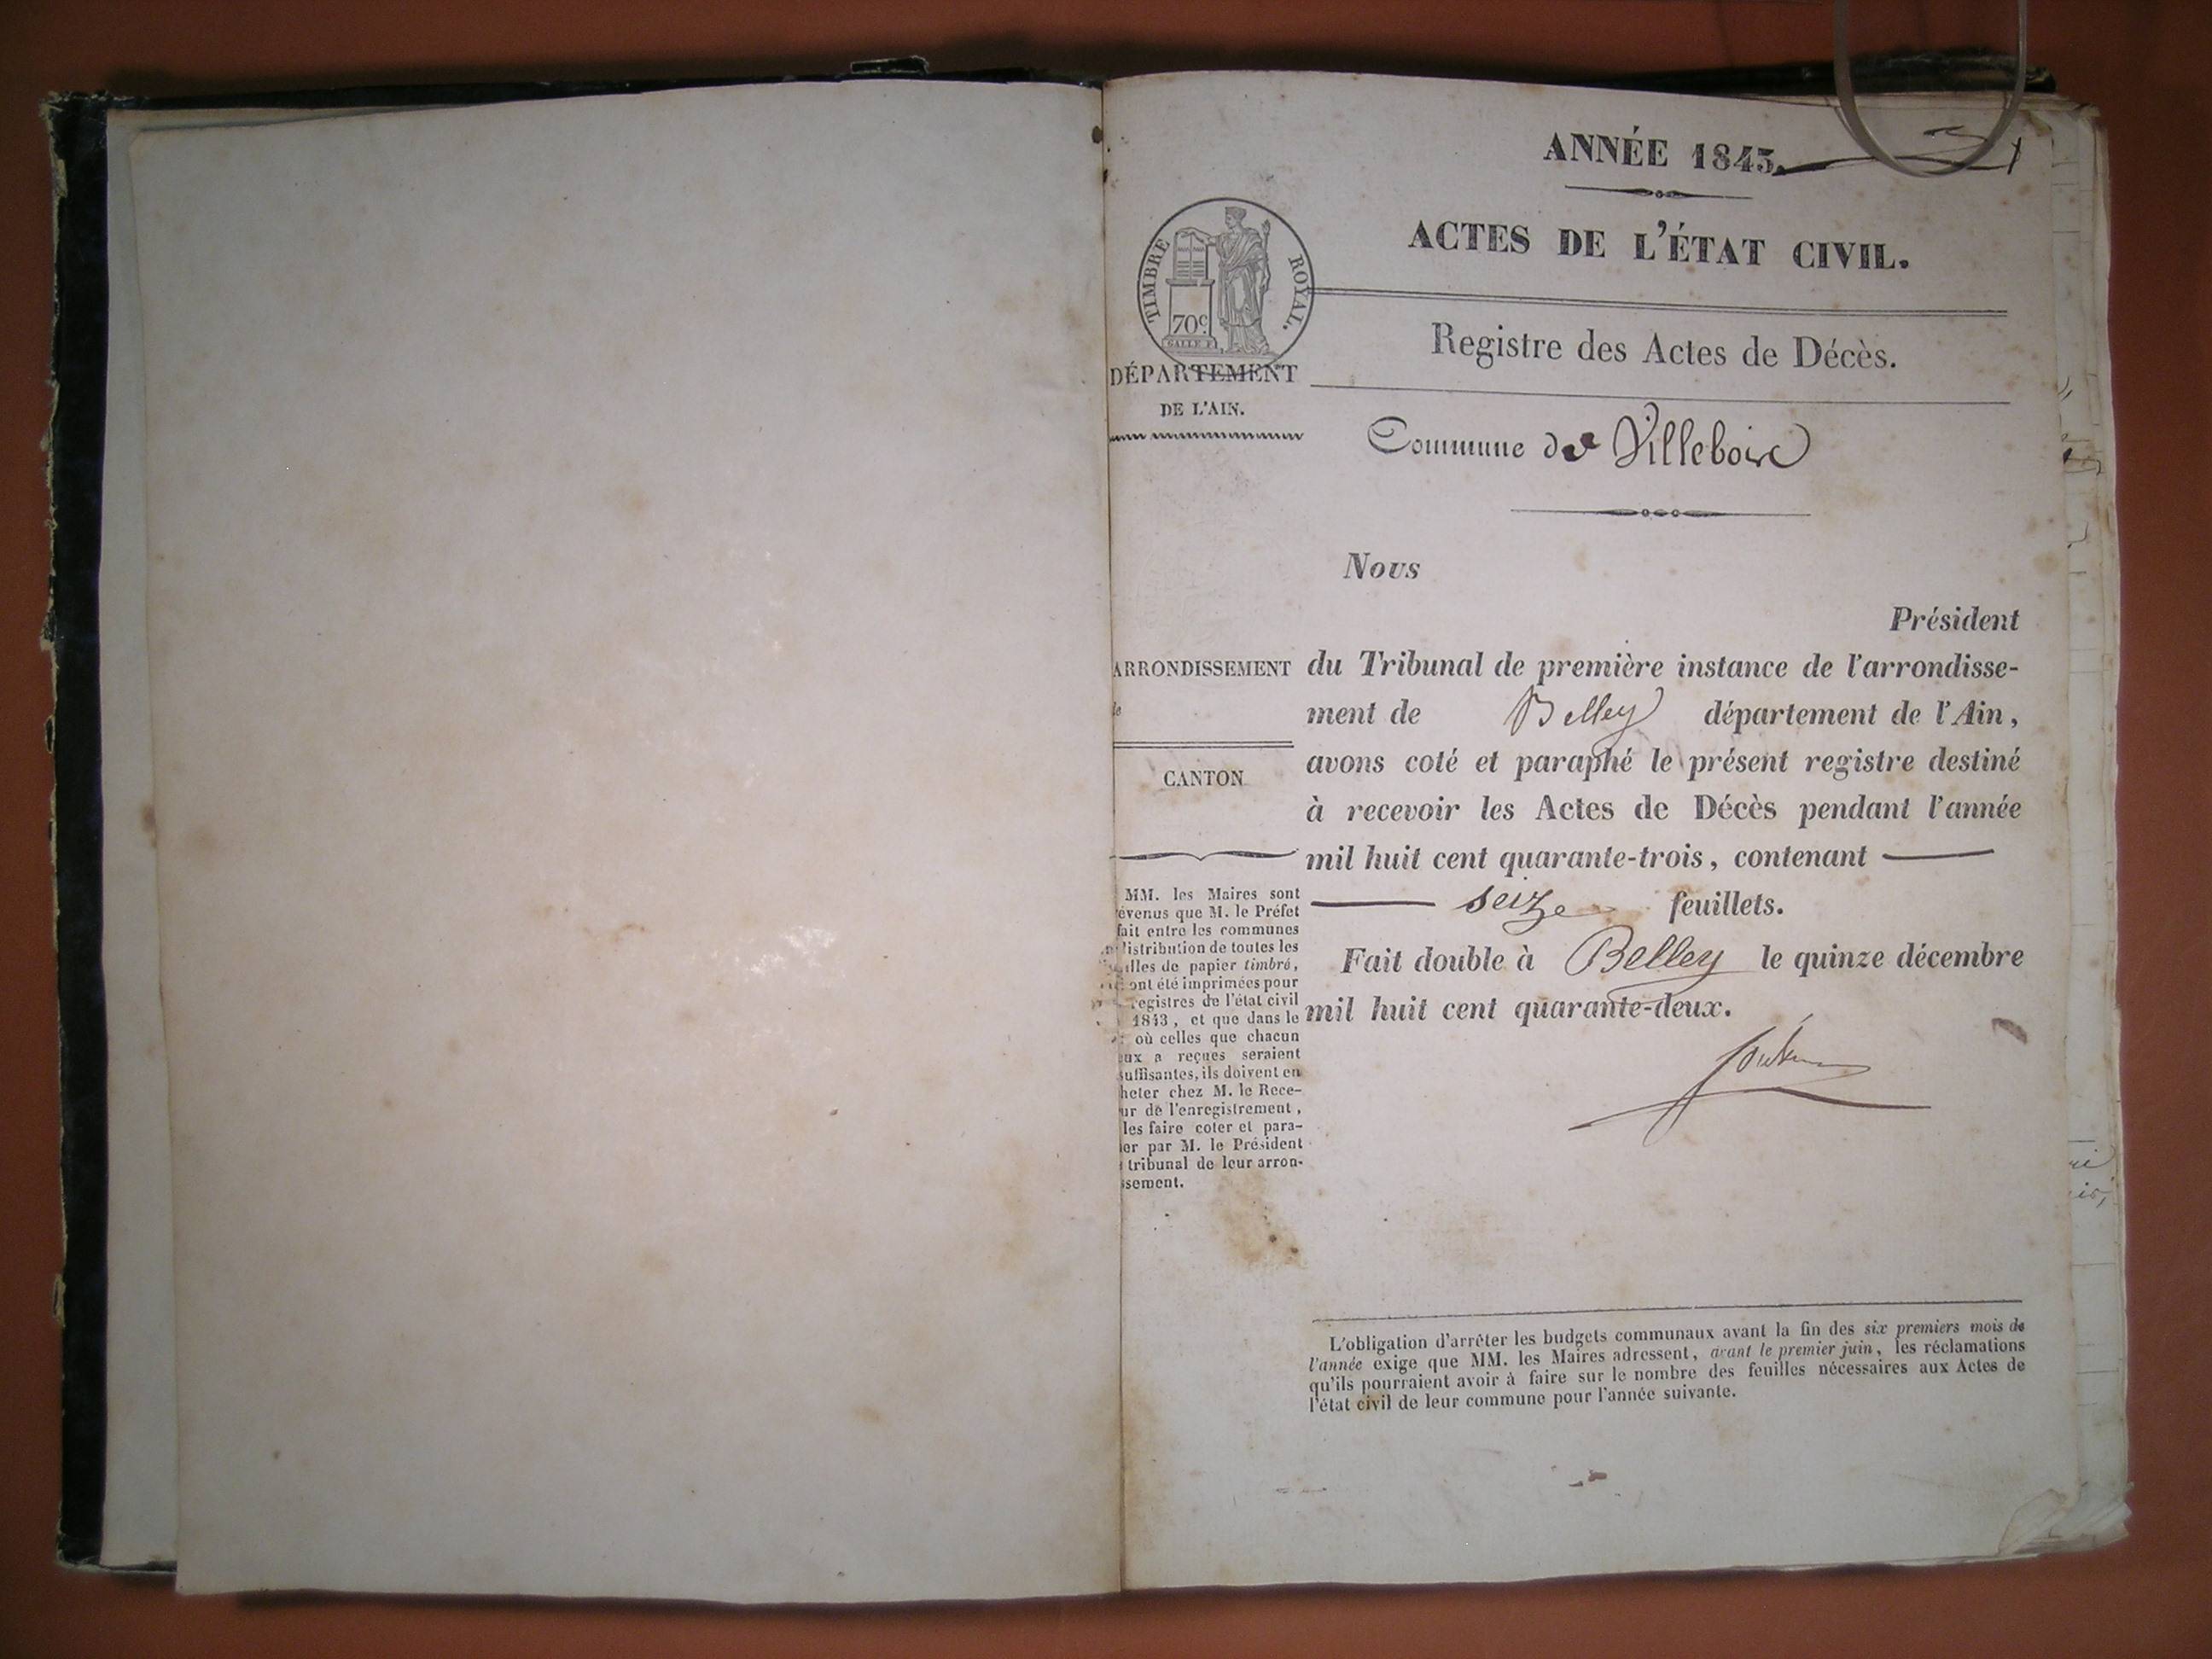 ANNÉE 1843.
ACTES DE L'ÉTAT CIVIL.
TIMBRE ROYAL.
70c
GALLE F.
Registre des Actes de Décès.
DÉPARTEMENT
DE L'AIN.
Commune de Villebois
Nous
Président
ARRONDISSEMENT
du Tribunal de première instance de l'arrondisse-
ment de Belley département de l'Ain,
avons coté et paraphé le présent registre destiné
CANTON
à recevoir les Actes de Décès pendant l'année
mil huit cent quarante-trois, contenant
seize feuillets.
Fait double à Belley le quinze décembre
mil huit cent quarante-deux.
MM. les Maires sont
évenus que M. le Préfet
fait entre les communes
distribution de toutes les
illes de papier timbré,
ont été imprimées pour
registres de l'état civil
1843, et que dans le
où celles que chacun
eux a reçues seraient
suffisantes, ils doivent en
heter chez M. le Rece-
ur de l'enregistrement,
les faire coter et para-
er par M. le Président
tribunal de leur arron-
ssement.
L'obligation d'arrêter les budgets communaux avant la fin des six premiers mois de
l'année exige que MM. les Maires adressent, avant le premier juin, les réclamations
qu'ils pourraient avoir à faire sur le nombre des feuilles nécessaires aux Actes de
l'état civil de leur commune pour l'année suivante.